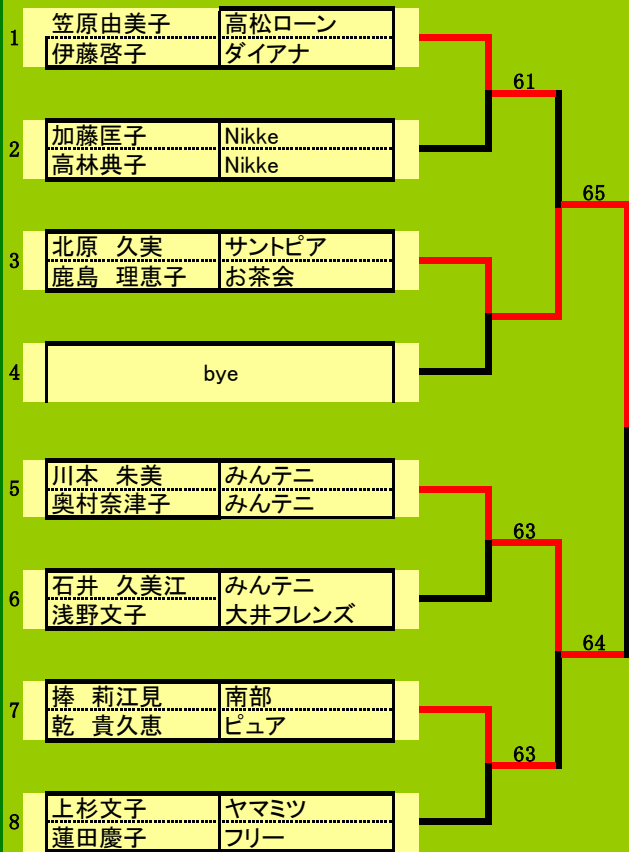 1 笠原由美子 高松ローン
伊藤啓子 ダイアナ
61
2 加藤匡子 Nikke
高林典子 Nikke
65
3 北原 久実 サントピア
鹿島 理恵子 お茶会
4 bye
5 川本 朱美 みんテニ
奥村奈津子 みんテニ
63
6 石井 久美江 みんテニ
浅野文子 大井フレンズ
64
7 捧 莉江見 南部
乾 貴久恵 ピュア
63
8 上杉文子 ヤマミツ
蓮田慶子 フリー